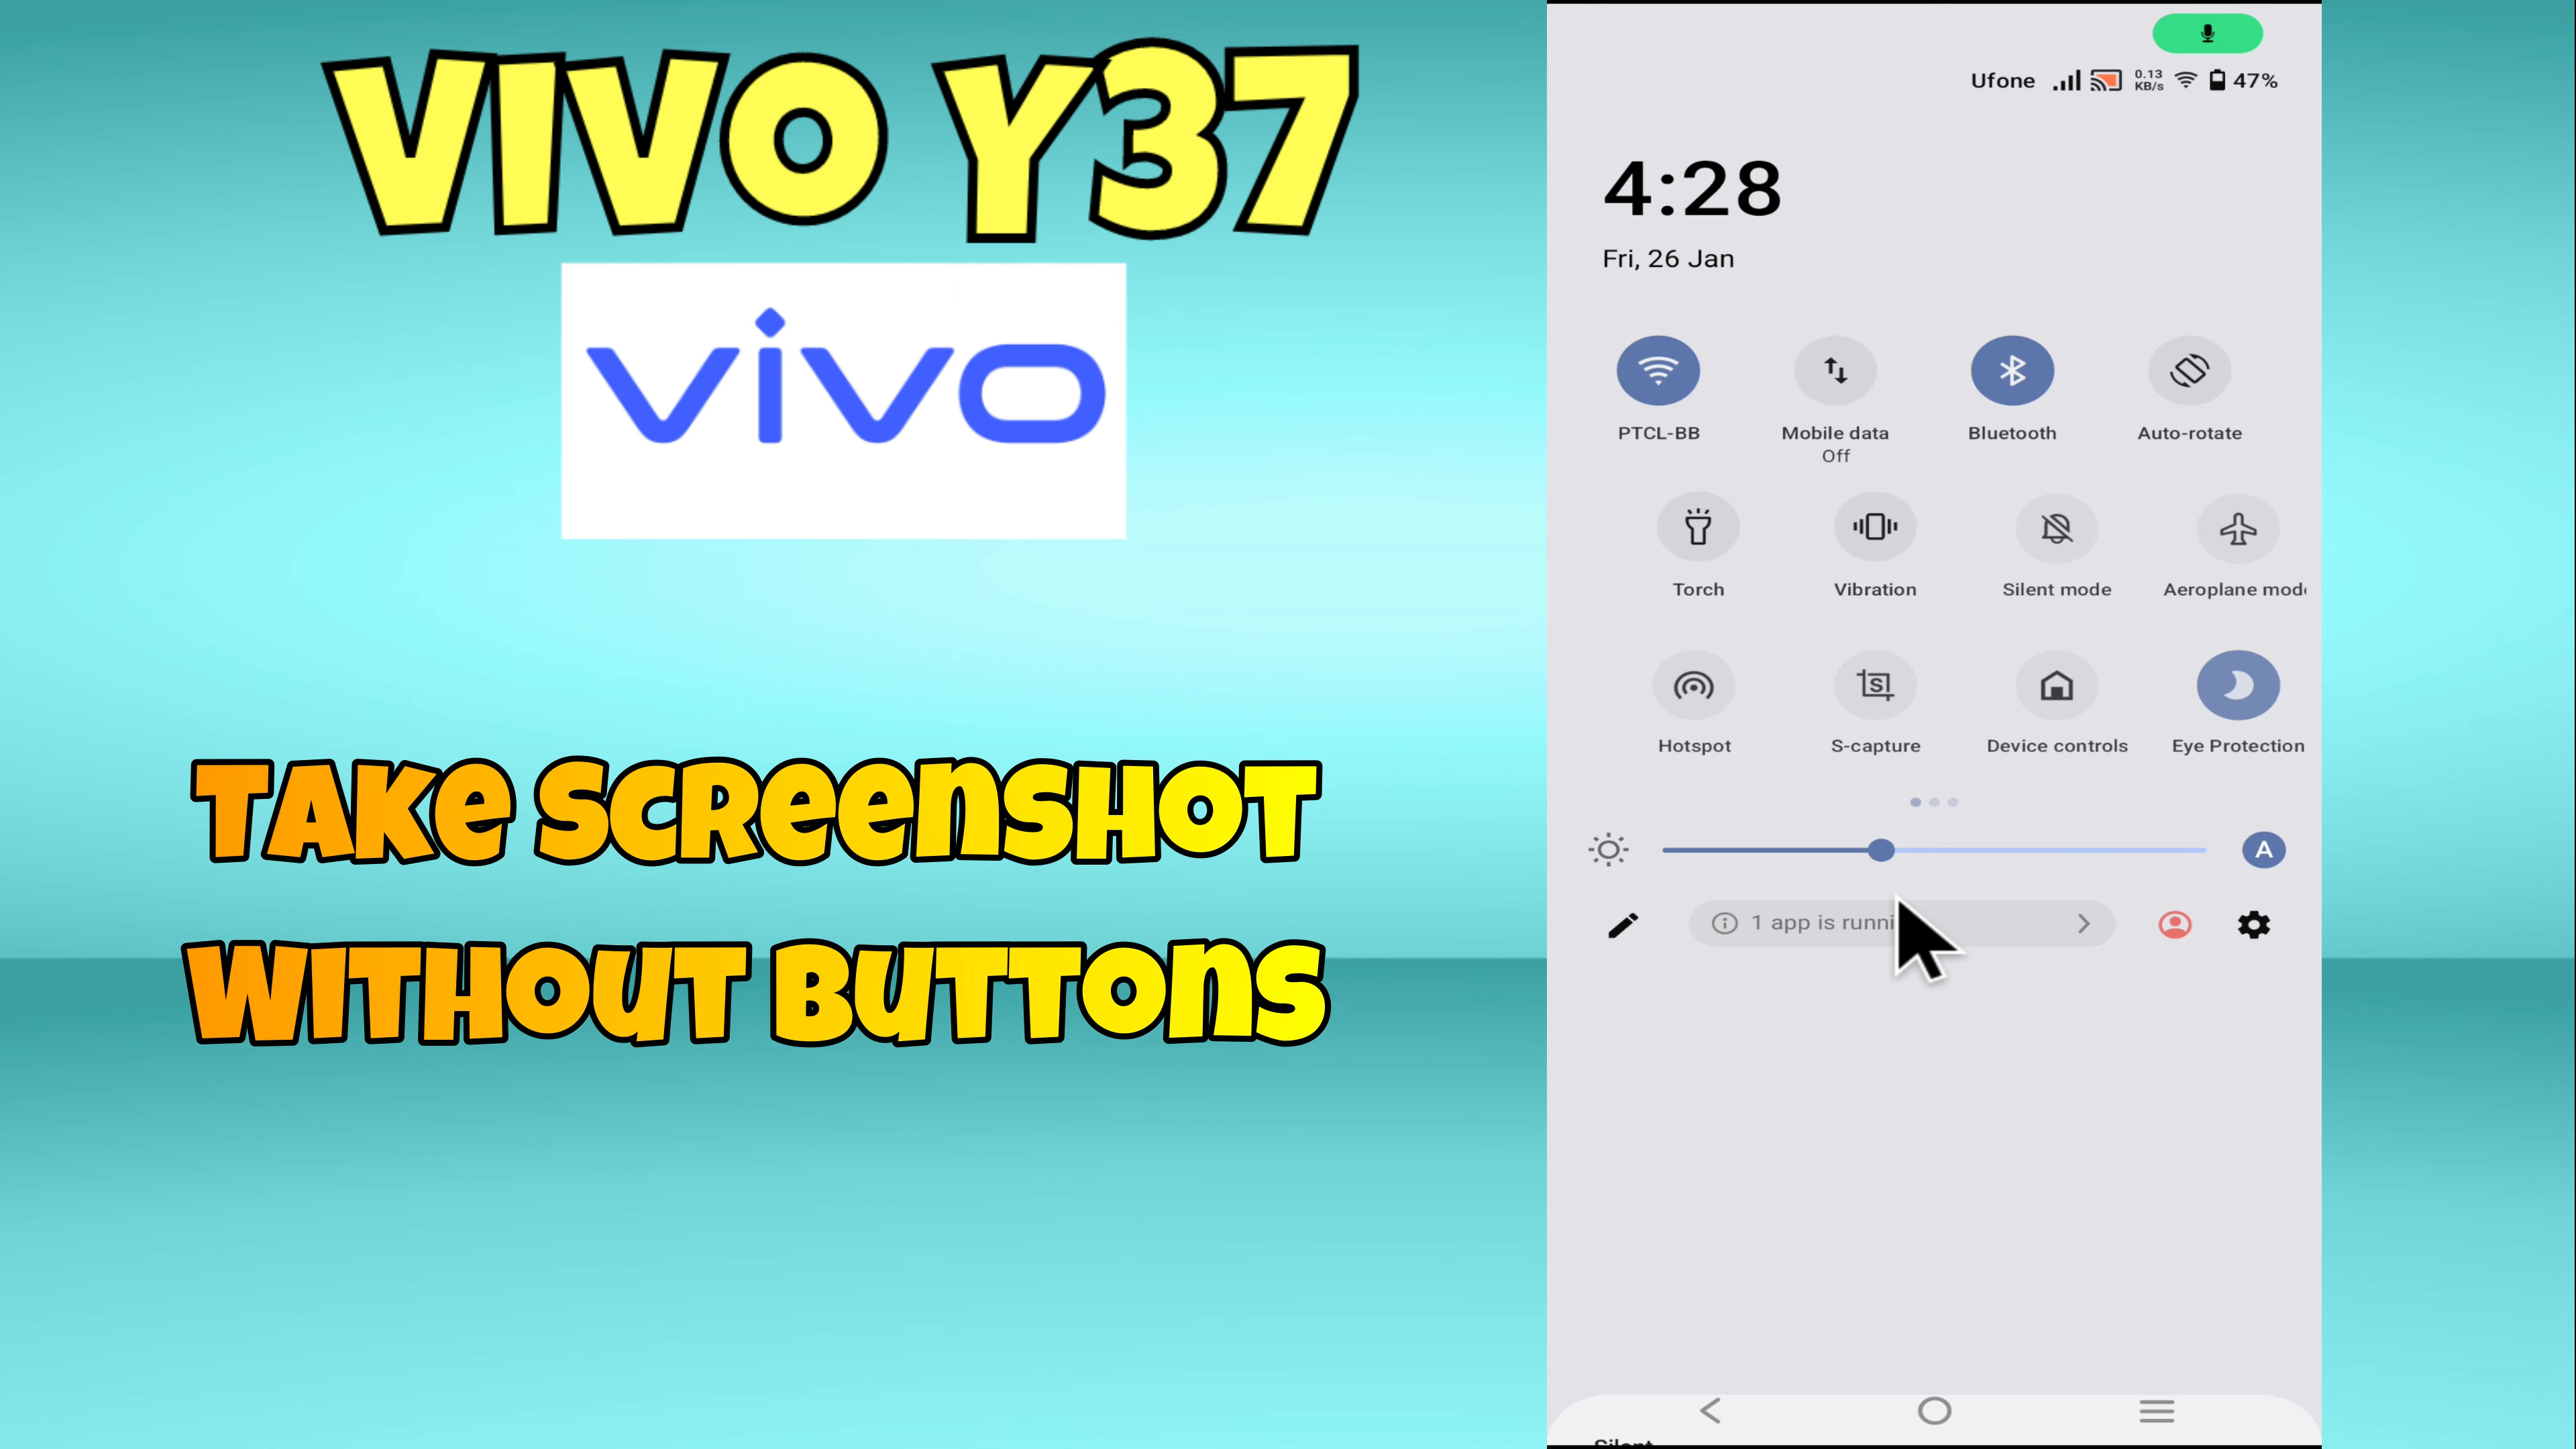 VIVO Y37
vivo
TAKE SCREENSHOT
WITHOUT BUTTONS
Ufone 0.13 KB/s 47%
4:28
Fri, 26 Jan
PTCL-BB Mobile data Bluetooth Auto-rotate
Off
Torch Vibration Silent mode Aeroplane mod
S
Hotspot S-capture Device controls Eye Protection
A
1 app is runni
Silent